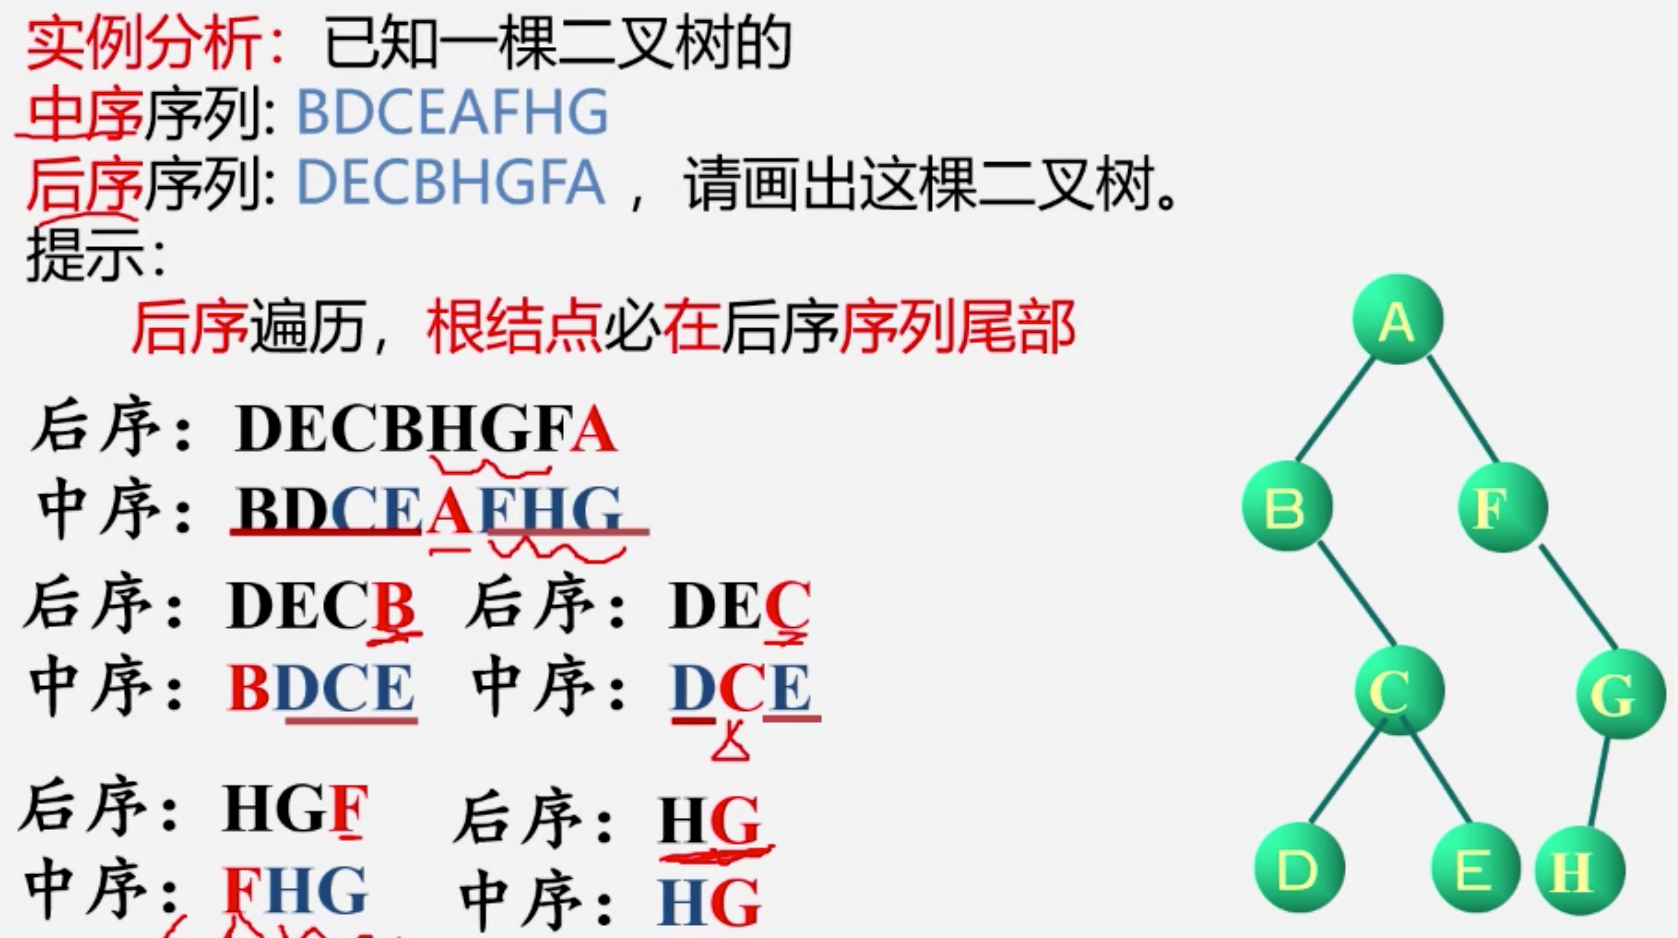 实例分析：已知一棵二叉树的
中序序列: BDCEAFHG
后序序列: DECBHGFA ，请画出这棵二叉树。
提示：
后序遍历，根结点必在后序序列尾部
后序：DECBHGFA
中序：BDCEAFHG
后序：DECB 后序：DEC
中序：BDCE 中序：DCE
后序：HGF 后序：HG
中序：FHG 中序：HG
A
B F
C G
D E H